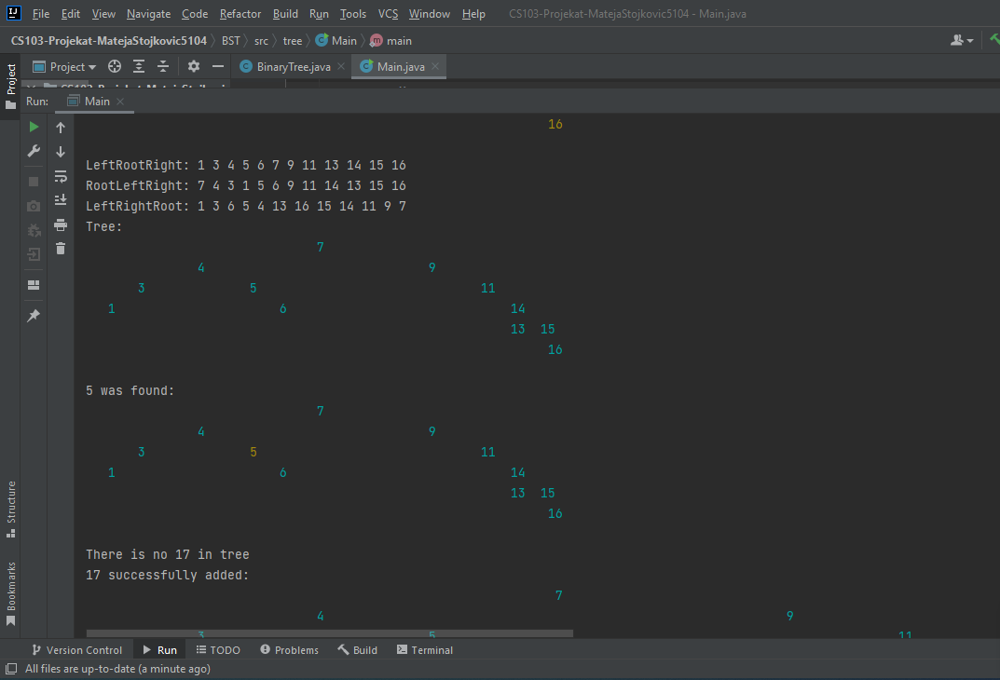 File Edit View Navigate Code Refactor Build Run Tools VCS Window Help CS103-Projekt-MatejaStojkovic5104 - Main.java
CS103-Projekat-MatejaStojkovic5104 BST src tree Main main
Project Project BinaryTree.java Main.java
Run: Main
16
LeftRootRight: 1 3 4 5 6 7 9 11 13 14 15 16
RootLeftRight: 7 4 3 1 5 6 9 11 14 13 15 16
LeftRightRoot: 1 3 6 5 4 13 16 15 14 11 9 7
Tree:
7
4 9
3 5 11
1 6 14
13 15
16
5 was found:
7
4 9
3 5 11
1 6 14
13 15
16
There is no 17 in tree
17 successfully added:
7
4 9
3 5 11
Structure
Bookmarks
Version Control Run TODO Problems Build Terminal
All files are up-to-date (a minute ago)